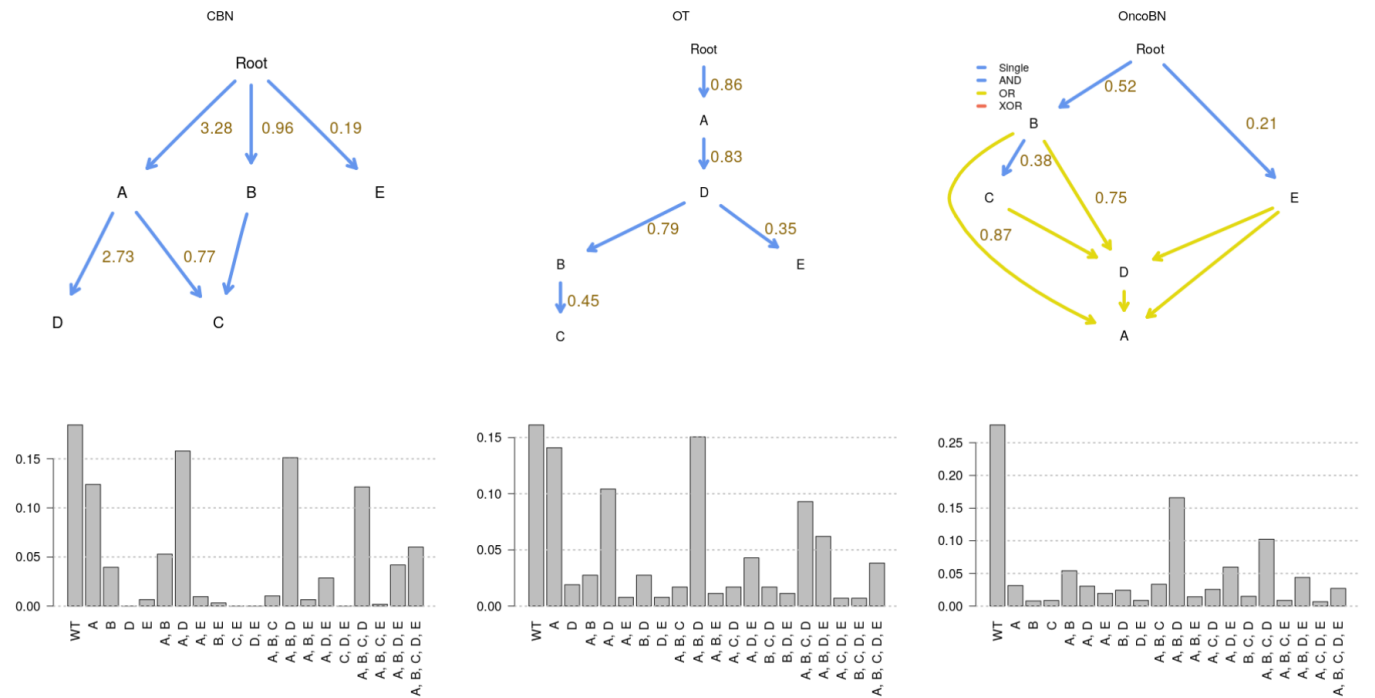 CBN
Root
3.28
0.96
0.19
A
B
E
2.73
0.77
D
C
OT
Root
0.86
A
0.83
D
0.79
0.35
B
E
0.45
C
OncoBN
Root
Single
AND
OR
XOR
0.52
0.21
B
0.38
C
0.75
E
0.87
D
A
0.15
0.10
0.05
0.00
WT
A
B
D
E
A, B
A, D
A, E
B, E
C, E
D, E
A, B, C
A, B, D
A, B, E
A, D, E
C, D, E
A, B, C, D
A, B, C, E
A, B, D, E
A, B, C, D, E
0.15
0.10
0.05
0.00
WT
A
D
A, B
A, D
A, E
B, D
D, E
A, B, C
A, B, D
A, B, E
A, C, D
A, D, E
B, C, D
B, D, E
A, B, C, D
A, B, D, E
A, C, D, E
B, C, D, E
A, B, C, D, E
0.25
0.20
0.15
0.10
0.05
0.00
WT
A
B
C
A, B
A, D
A, E
B, D
D, E
A, B, C
A, B, D
A, B, E
A, C, D
A, D, E
B, C, D
A, B, C, D
A, B, C, E
A, B, D, E
A, C, D, E
A, B, C, D, E